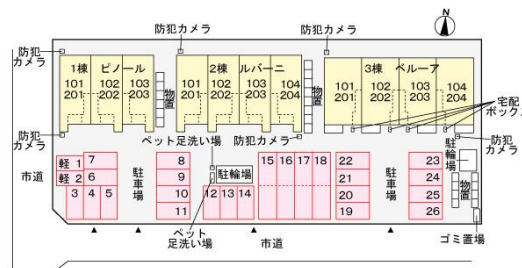 N
防犯カメラ
防犯カメラ
防犯
カメラ
1棟 ピノール
2棟 ルバーニ
3棟 ベルーア
101 102 103
201 202 203
物置
101 102 103 104
201 202 203 204
物置
101 102 103 104
201 202 203 204
宅配
ボックス
防犯
カメラ
ペット足洗い場
防犯カメラ
防犯
カメラ
市道
軽 1
軽 2
7
6
3 4 5
駐車場
8
9
10
11
駐輪場
12 13 14
15 16 17 18
22
21
20
19
駐車場
23
24
25
26
駐輪場
物置
ペット
足洗い場
市道
ゴミ置場